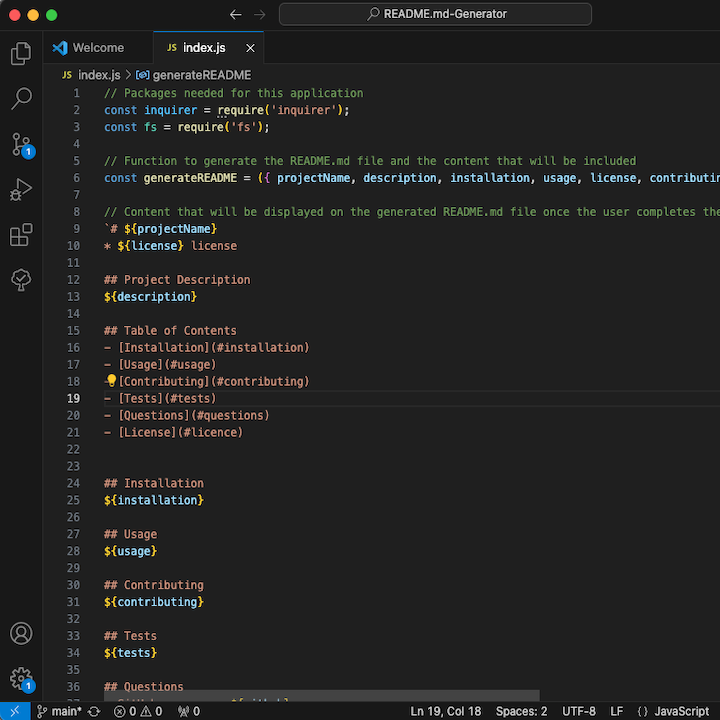 README.md-Generator
Welcome
JS index.js
JS index.js > generateREADME
1 // Packages needed for this application
2 const inquirer = require('inquirer');
3 const fs = require('fs');
4
5 // Function to generate the README.md file and the content that will be included
6 const generateREADME = ({ projectName, description, installation, usage, license, contributin
7
8 // Content that will be displayed on the generated README.md file once the user completes the
9 `# ${projectName}
10 * ${license} license
11
12 ## Project Description
13 ${description}
14
15 ## Table of Contents
16 - [Installation](#installation)
17 - [Usage](#usage)
18 - [Contributing](#contributing)
19 - [Tests](#tests)
20 - [Questions](#questions)
21 - [License](#licence)
22
23
24 ## Installation
25 ${installation}
26
27 ## Usage
28 ${usage}
29
30 ## Contributing
31 ${contributing}
32
33 ## Tests
34 ${tests}
35
36 ## Questions
1
1
main* 0 0 0 Ln 19, Col 18 Spaces: 2 UTF-8 LF {} JavaScript